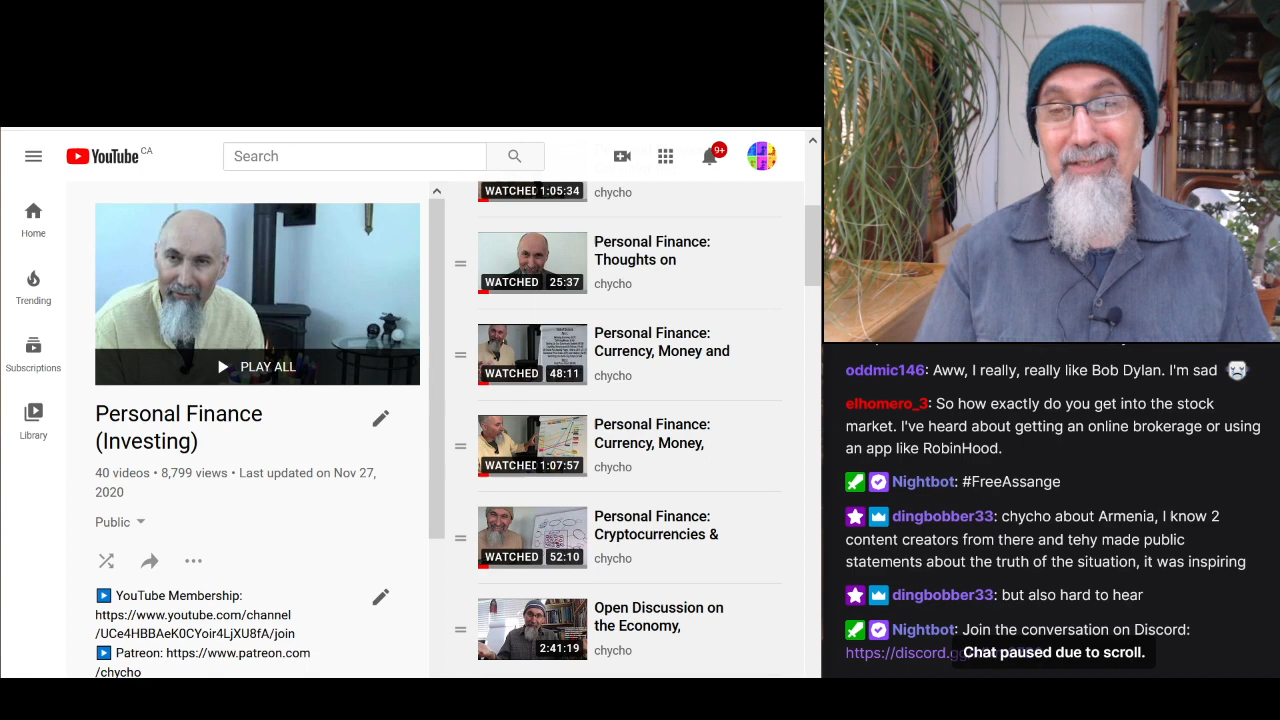 YouTube CA
Search
9+
Home
Trending
Subscriptions
Library
PLAY ALL
Personal Finance
(Investing)
40 videos • 8,799 views • Last updated on Nov 27,
2020
Public
YouTube Membership:
https://www.youtube.com/channel
/UCe4HBBAeK0CYoir4LjXU8fA/join
Patreon: https://www.patreon.com
/chycho
WATCHED 1:05:34
chycho
Personal Finance:
Thoughts on
WATCHED 25:37
chycho
Personal Finance:
Currency, Money and
WATCHED 48:11
chycho
Personal Finance:
Currency, Money,
WATCHED 1:07:57
chycho
Personal Finance:
Cryptocurrencies &
WATCHED 52:10
chycho
Open Discussion on
the Economy,
2:41:19
chycho
oddmic146: Aww, I really, really like Bob Dylan. I'm sad
elhomero_3: So how exactly do you get into the stock
market. I've heard about getting an online brokerage or using
an app like RobinHood.
Nightbot: #FreeAssange
dingbobber33: chycho about Armenia, I know 2
content creators from there and tehy made public
statements about the truth of the situation, it was inspiring
dingbobber33: but also hard to hear
Nightbot: Join the conversation on Discord:
https://discord.gg
Chat paused due to scroll.